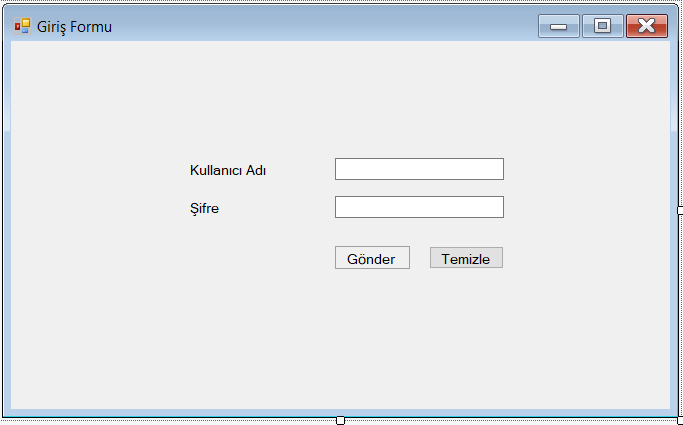 Giriş Formu
Kullanıcı Adı
Şifre
Gönder Temizle